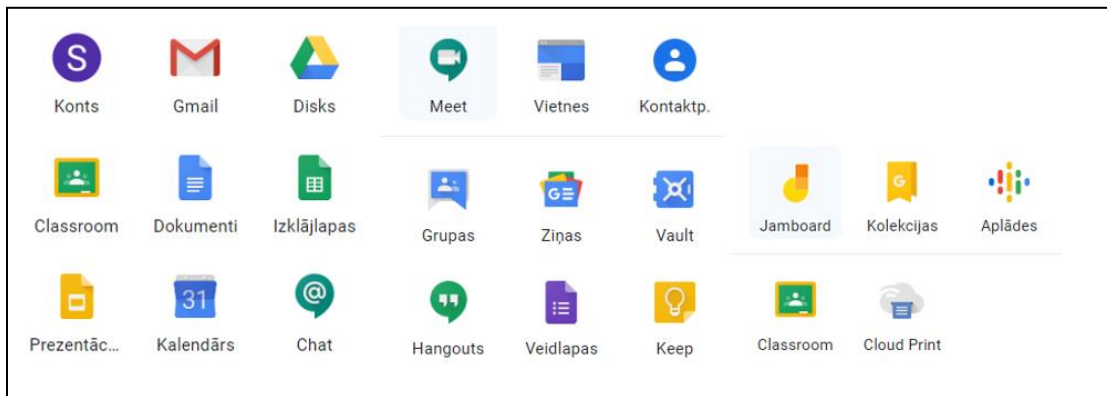 S
Konts Gmail Disks
Meet Vietnes Kontaktp.
Classroom Dokumenti Izklājlapas
Grupas Ziņas Vault
G G
Jamboard Kolekcijas Aplādes
31 @
Prezentāc... Kalendārs Chat
Hangouts Veidlapas Keep
Classroom Cloud Print